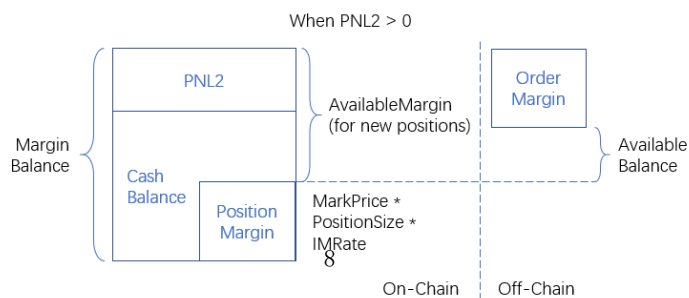 When PNL2 > 0
PNL2
Order
Margin
AvailableMargin
(for new positions)
Margin
Balance
Available
Balance
Cash
Balance
Position
Margin
MarkPrice *
PositionSize *
IMRate
8
On-Chain
Off-Chain